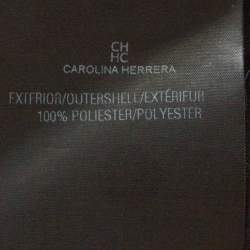 CH
HC
CAROLINA HERRERA
EXTERIOR/OUTERSHELL/EXTÉRIEUR
100% POLIESTER/POLYESTER